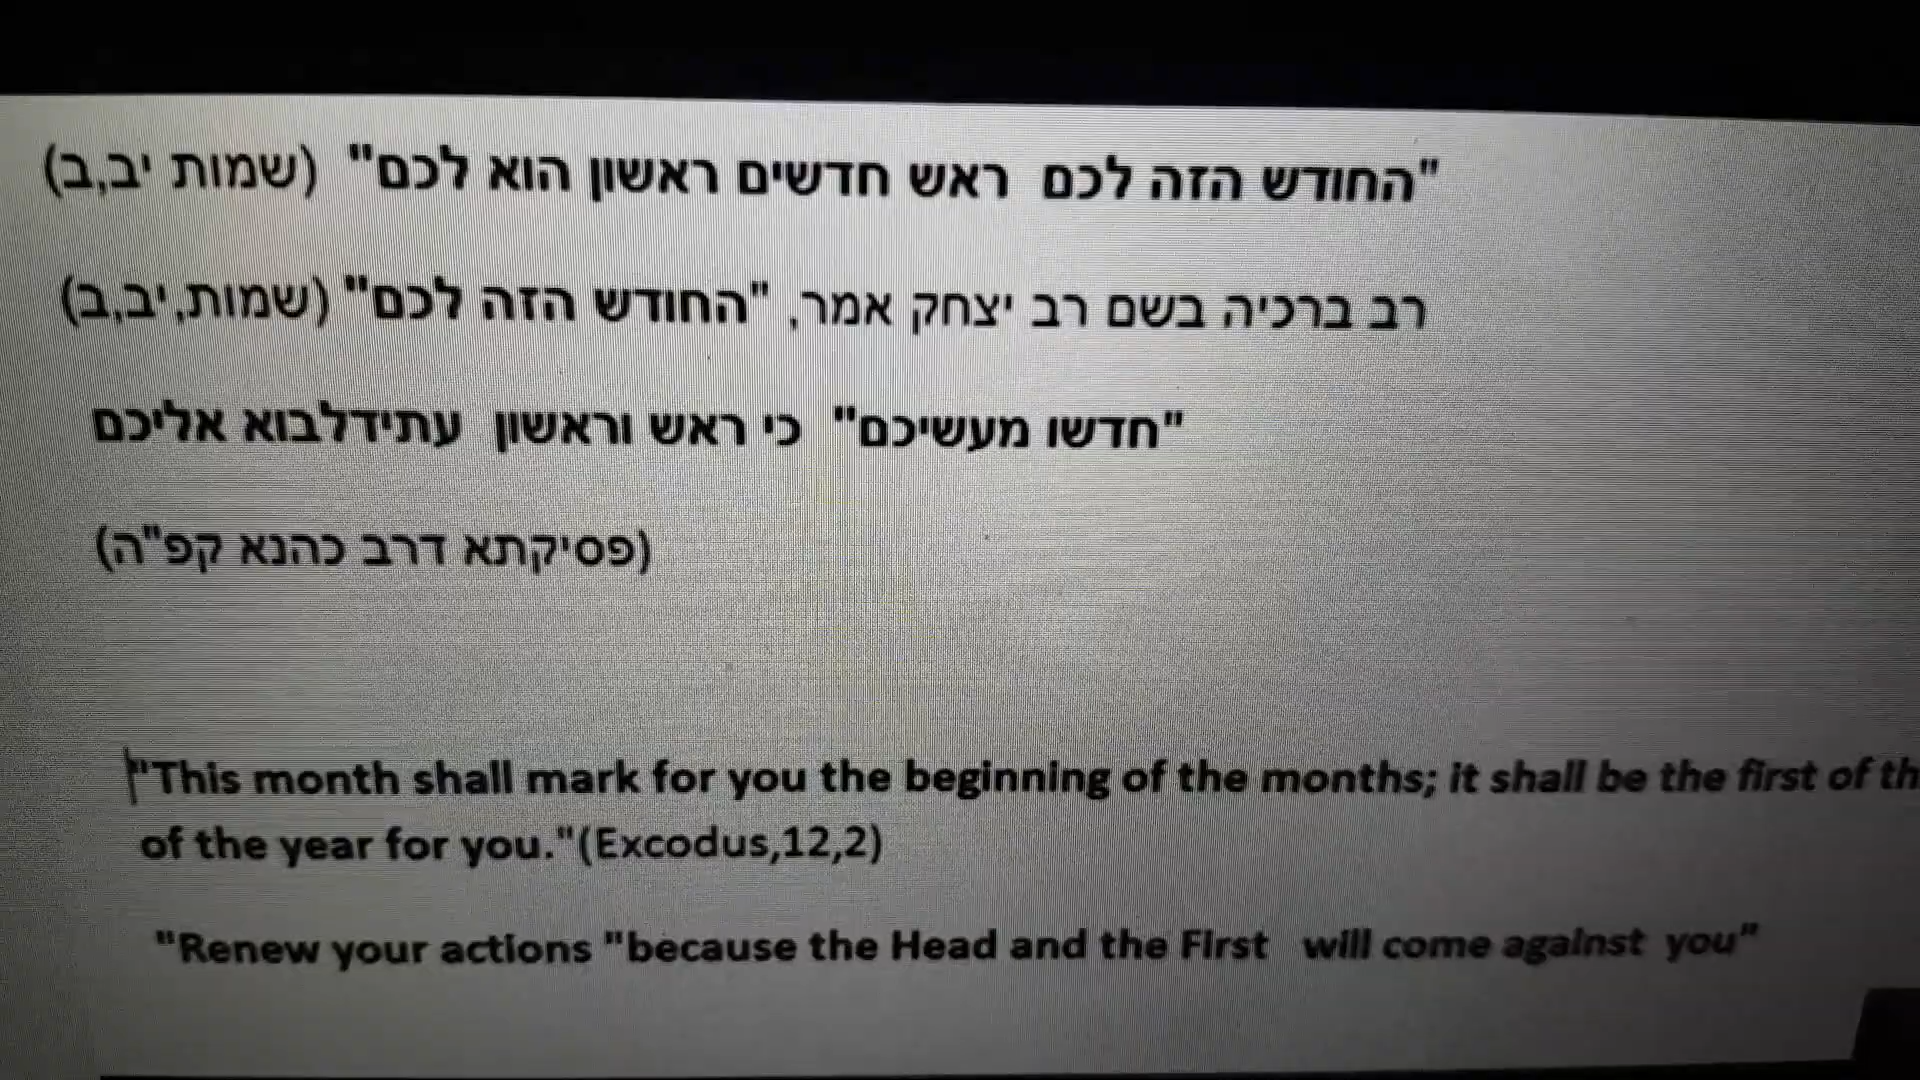 "החודש הזה לכם ראש חדשים ראשון הוא לכם" (שמות יב,ב)
רב ברכיה בשם רב יצחק אמר, "החודש הזה לכם" (שמות,יב,ב)
"חדשו מעשיכם" כי ראש וראשון עתידלבוא אליכם
(פסיקתא דרב כהנא קפ"ה)
"This month shall mark for you the beginning of the months; it shall be the first of
of the year for you."(Excodus,12,2)
"Renew your actions "because the Head and the First will come against you"